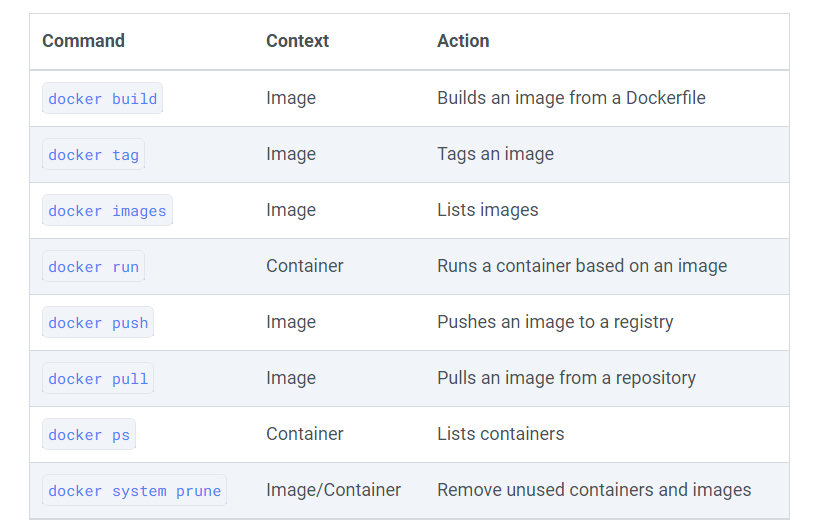 Command Context Action
docker build Image Builds an image from a Dockerfile
docker tag Image Tags an image
docker images Image Lists images
docker run Container Runs a container based on an image
docker push Image Pushes an image to a registry
docker pull Image Pulls an image from a repository
docker ps Container Lists containers
docker system prune Image/Container Remove unused containers and images